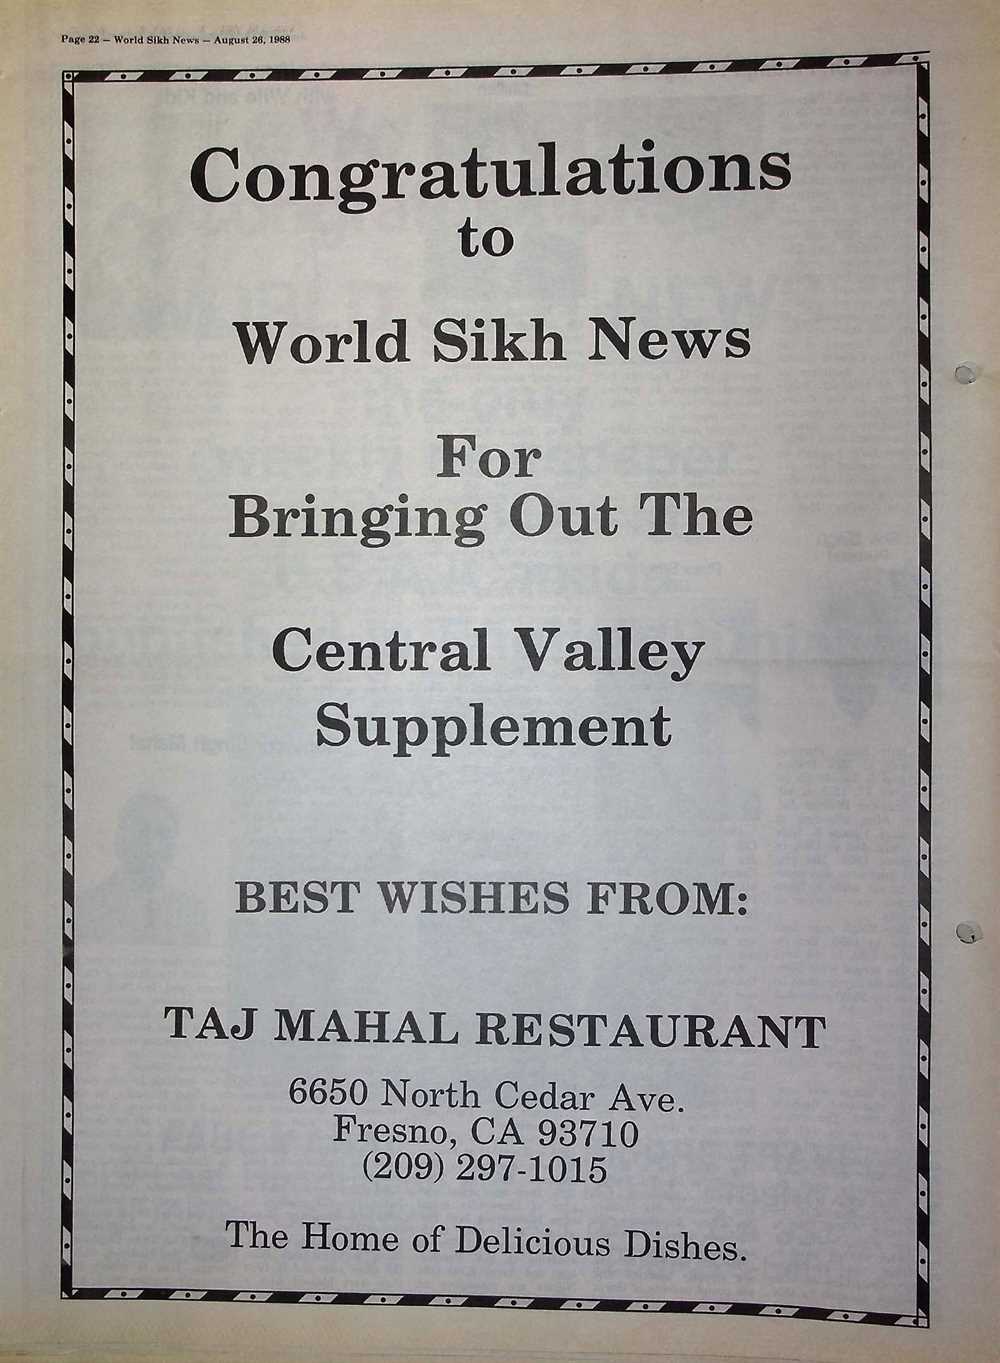 Page 22 — World Sikh News — August 26, 1988
Congratulations
to
World Sikh News
For
Bringing Out The
Central Valley
Supplement
BEST WISHES FROM:
TAJ MAHAL RESTAURANT
6650 North Cedar Ave.
Fresno, CA 93710
(209) 297-1015
The Home of Delicious Dishes.